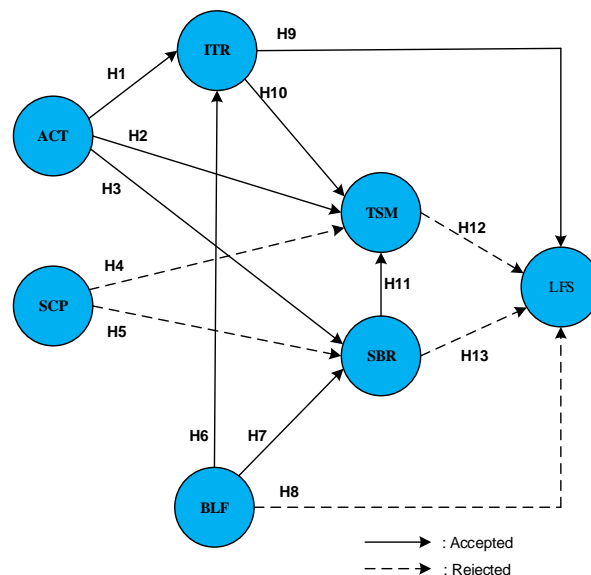 H9
ITR
H1
H10
ACT
H2
H3
TSM
H12
H4
H11
LFS
SCP
H5
SBR
H13
H6
H7
H8
BLF
: Accepted
: Rejected